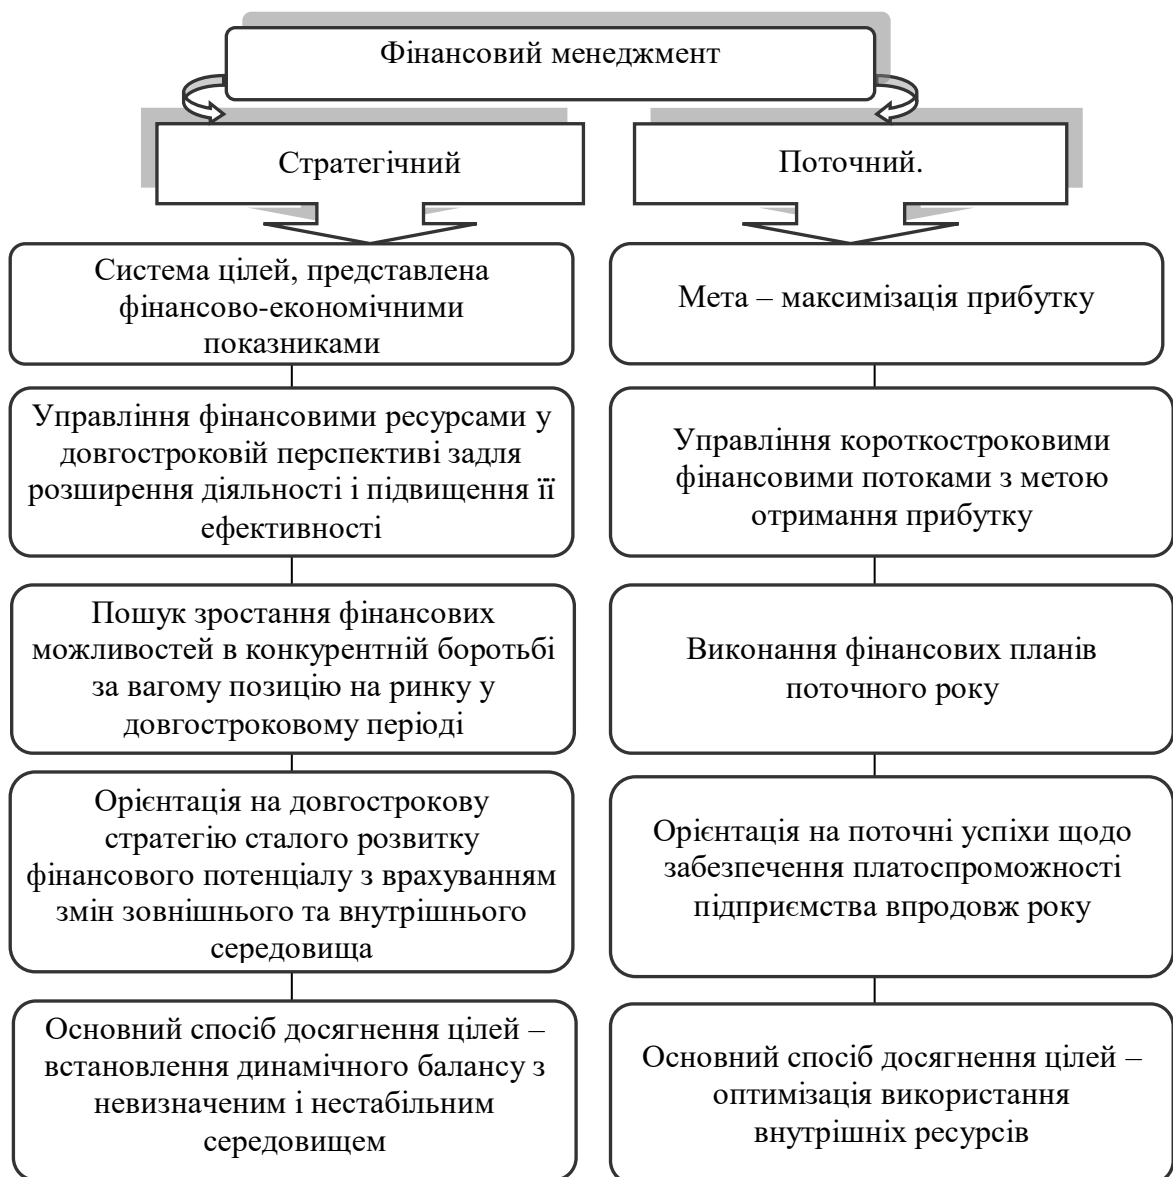 Фінансовий менеджмент
Стратегічний
Поточний.
Система цілей, представлена
фінансово-економічними
показниками
Мета – максимізація прибутку
Управління фінансовими ресурсами у
довгостроковій перспективі задля
розширення діяльності і підвищення її
ефективності
Управління короткостроковими
фінансовими потоками з метою
отримання прибутку
Пошук зростання фінансових
можливостей в конкурентній боротьбі
за вагому позицію на ринку у
довгостроковому періоді
Виконання фінансових планів
поточного року
Орієнтація на довгострокову
стратегію сталого розвитку
фінансового потенціалу з врахуванням
змін зовнішнього та внутрішнього
середовища
Орієнтація на поточні успіхи щодо
забезпечення платоспроможності
підприємства впродовж року
Основний спосіб досягнення цілей –
встановлення динамічного балансу з
невизначеним і нестабільним
середовищем
Основний спосіб досягнення цілей –
оптимізація використання
внутрішніх ресурсів